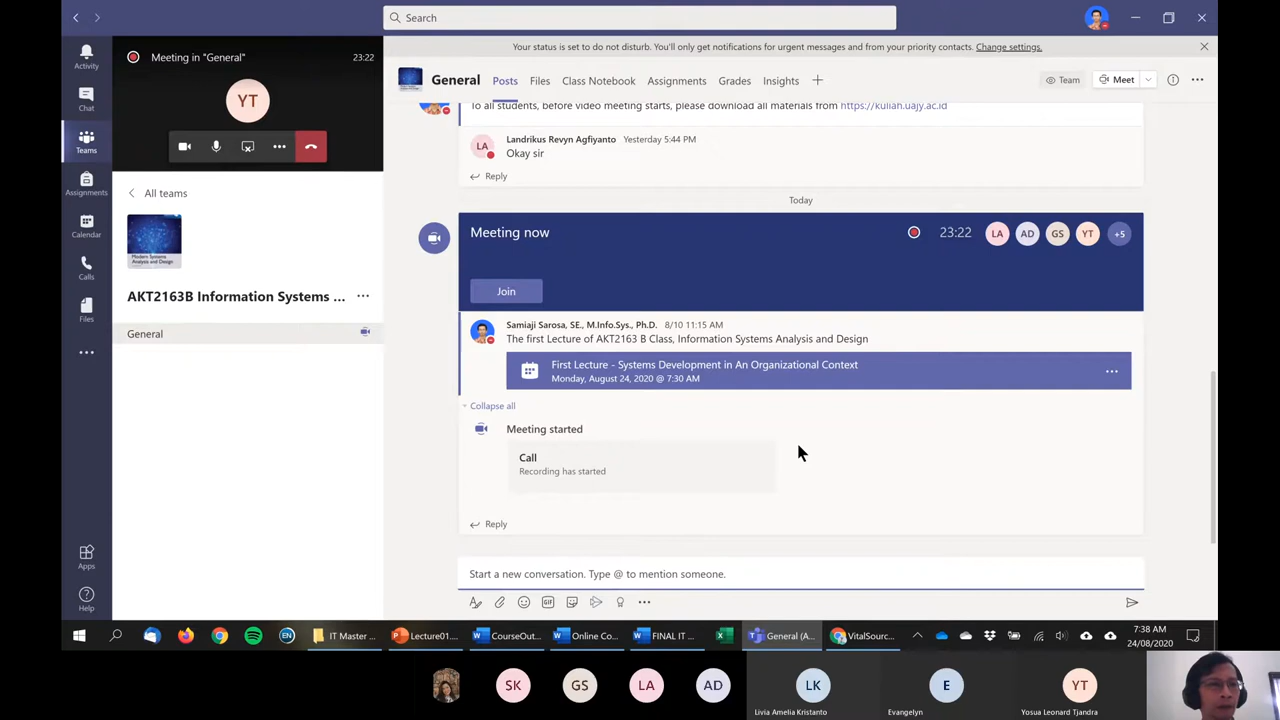 Search
Your status is set to do not disturb. You'll only get notifications for urgent messages and from your priority contacts. Change settings.
Activity
Chat
Teams
Assignments
Calendar
Calls
Files
Apps
Help
Meeting in "General"
23:22
YT
All teams
Modern Systems
Analysis and Design
AKT2163B Information Systems ...
General
General
Posts
Files
Class Notebook
Assignments
Grades
Insights
Team
Meet
To all students, before video meeting starts, please download all materials from https://kuliah.uajy.ac.id
LA
Landrikus Revyn Agfiyanto Yesterday 5:44 PM
Okay sir
Reply
Today
Meeting now
23:22
LA
AD
GS
YT
+5
Join
Samiaji Sarosa, SE., M.Info.Sys., Ph.D. 8/10 11:15 AM
The first Lecture of AKT2163 B Class, Information Systems Analysis and Design
First Lecture - Systems Development in An Organizational Context
Monday, August 24, 2020 @ 7:30 AM
Collapse all
Meeting started
Call
Recording has started
Reply
Start a new conversation. Type @ to mention someone.
GIF
EN
IT Master ...
Lecture01....
CourseOut...
Online Co...
FINAL IT ...
General (A...
VitalSourc...
7:38 AM
24/08/2020
SK
GS
LA
AD
LK
E
YT
Livia Amelia Kristanto
Evangelyn
Yosua Leonard Tjandra